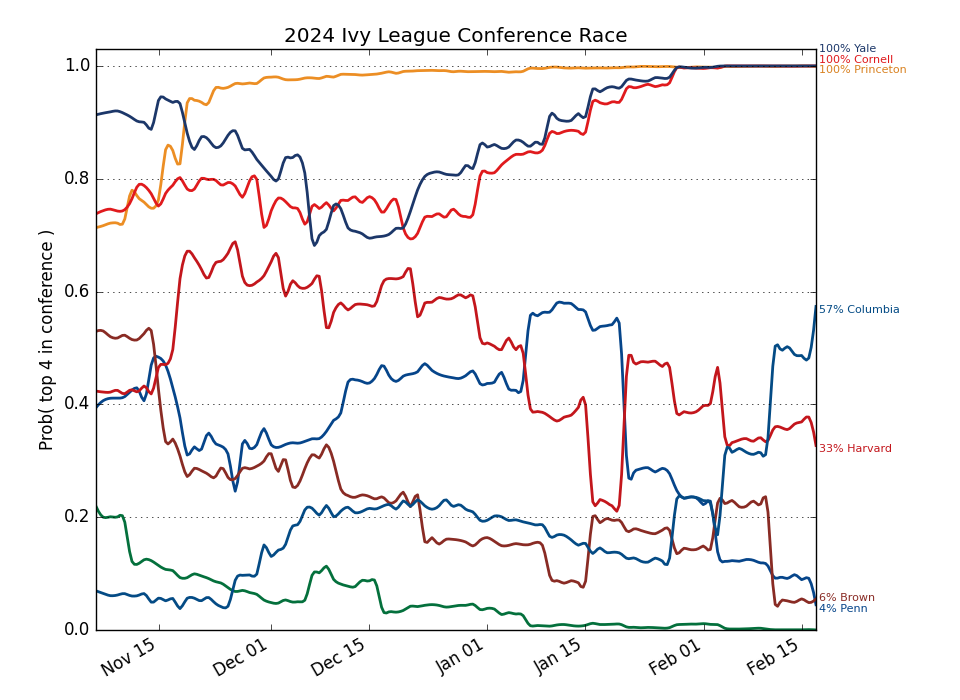 2024 Ivy League Conference Race
Prob( top 4 in conference )
1.0
0.8
0.6
0.4
0.2
0.0
Nov 15
Dec 01
Dec 15
Jan 01
Jan 15
Feb 01
Feb 15
100% Yale
100% Cornell
100% Princeton
57% Columbia
33% Harvard
6% Brown
4% Penn